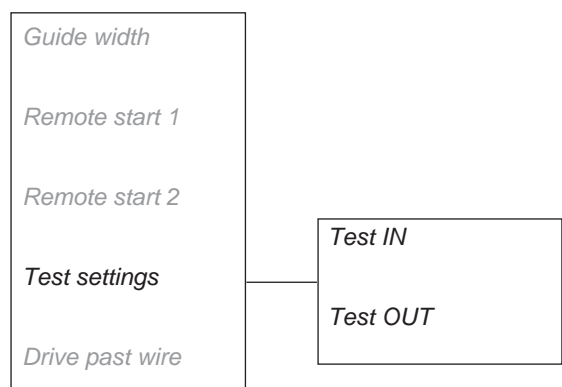 Guide width
Remote start 1
Remote start 2
Test settings
Drive past wire
Test IN
Test OUT